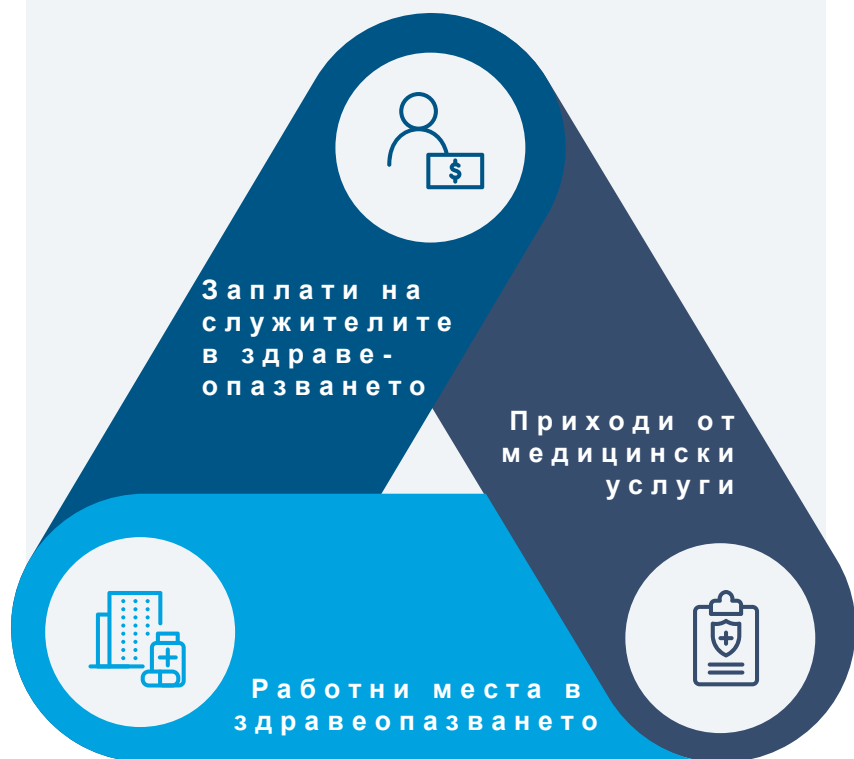 $
Заплати на
служителите
в здраве-
опазването
Приходи от
медицински
услуги
Работни места в
здравеопазването